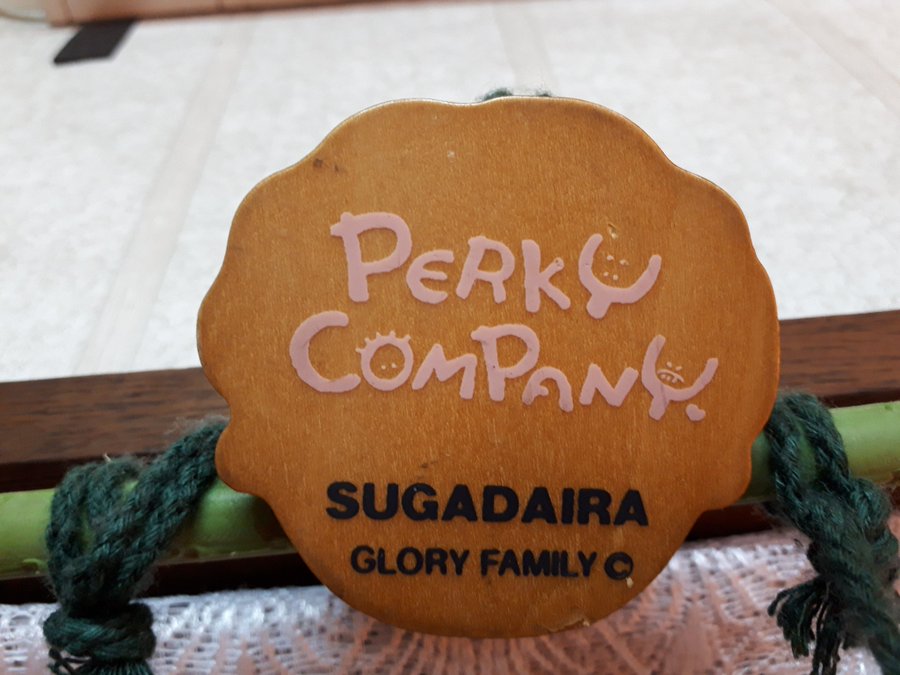 PERKY
COMPANY.
SUGADAIRA
GLORY FAMILY ©